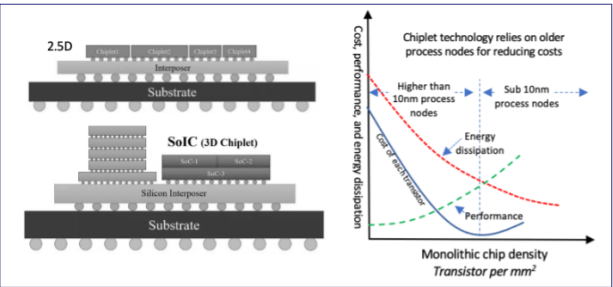 2.5D
Chiplet1 Chiplet2 Chiplet3 Chiplet4
Interposer
Substrate
SoIC (3D Chiplet)
SoC-1 SoC-2
SoC-3
Silicon Interposer
Substrate
Cost, performance, and energy dissipation
Chiplet technology relies on older
process nodes for reducing costs
Higher than
10nm process
nodes
Sub 10nm
process nodes
Energy
dissipation
Cost of each transistor
Performance
Monolithic chip density
Transistor per mm²